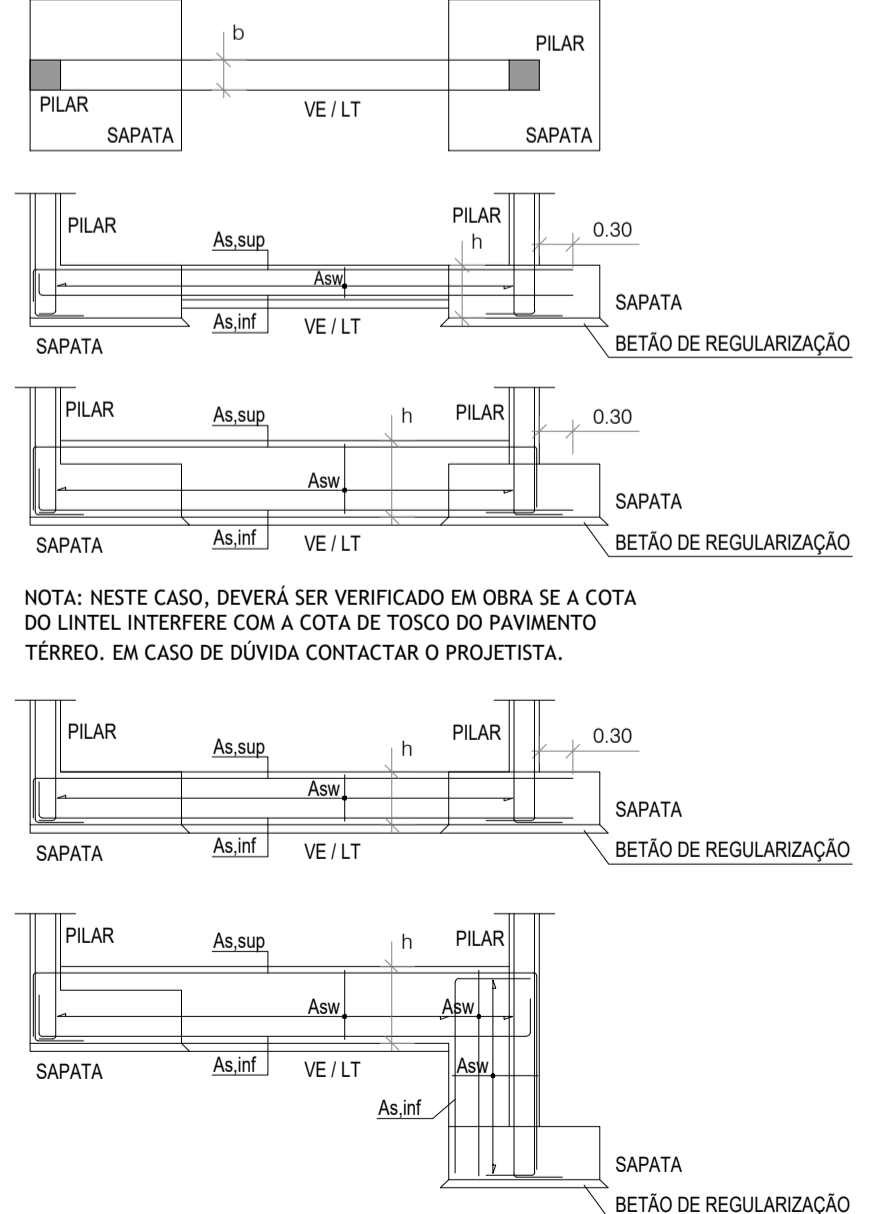 b
PILAR
PILAR
VE / LT
SAPATA
SAPATA
PILAR
PILAR
As,sup
h
0.30
Asw
SAPATA
As,inf
VE / LT
SAPATA
BETÃO DE REGULARIZAÇÃO
PILAR
As,sup
h
PILAR
0.30
Asw
SAPATA
As,inf
VE / LT
SAPATA
BETÃO DE REGULARIZAÇÃO
NOTA: NESTE CASO, DEVERÁ SER VERIFICADO EM OBRA SE A COTA
DO LINTEL INTERFERE COM A COTA DE TOSCO DO PAVIMENTO
TÉRREO. EM CASO DE DÚVIDA CONTACTAR O PROJETISTA.
PILAR
As,sup
h
PILAR
0.30
Asw
SAPATA
As,inf
VE / LT
SAPATA
BETÃO DE REGULARIZAÇÃO
PILAR
As,sup
h
PILAR
Asw
Asw
As,inf
VE / LT
Asw
SAPATA
As,inf
SAPATA
BETÃO DE REGULARIZAÇÃO